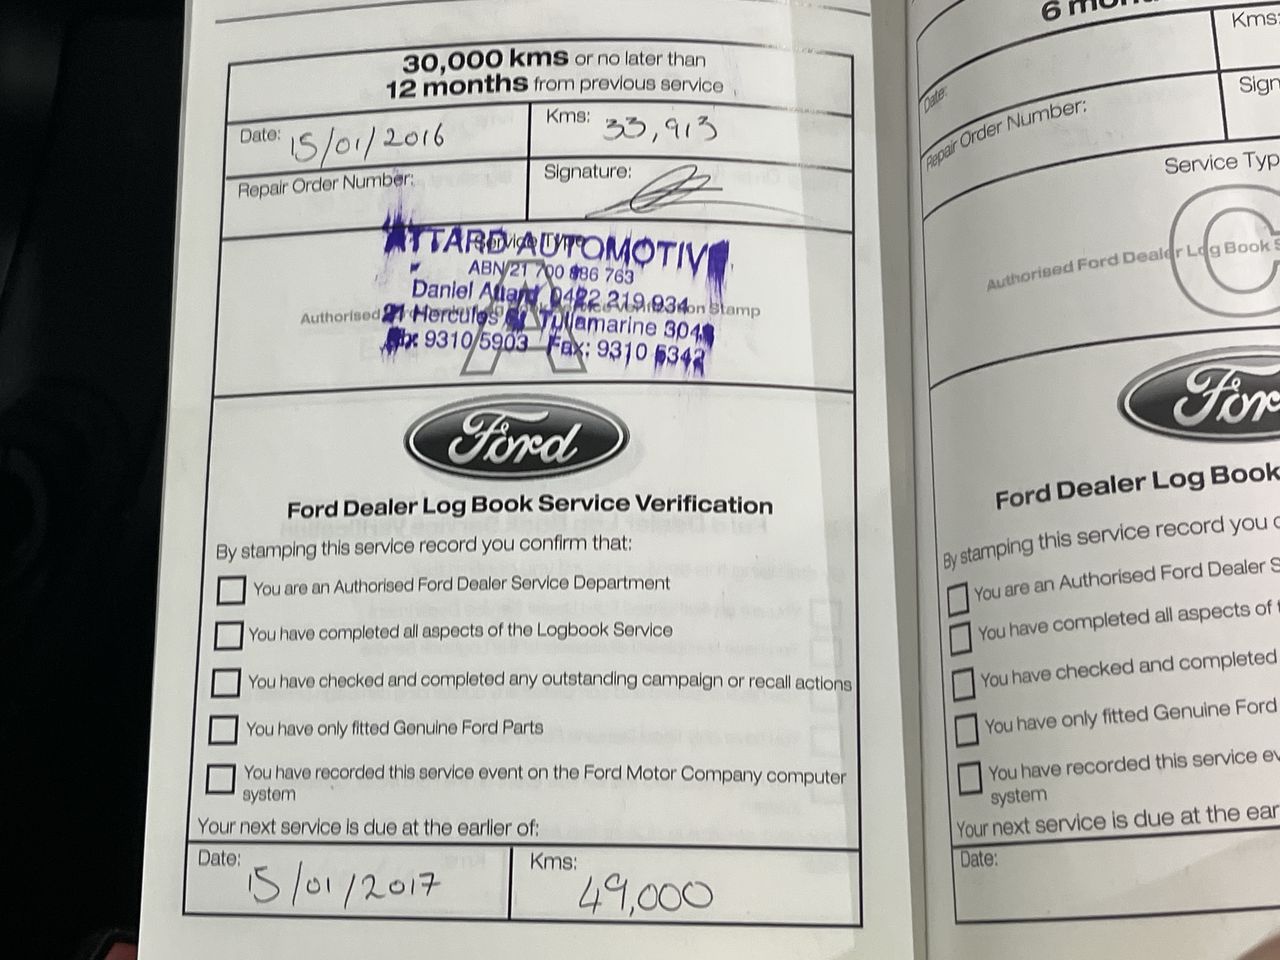 30,000 kms or no later than
12 months from previous service
Date: 15/01/2016
Kms: 33,913
Repair Order Number:
Signature:
Service Type
ATTARD AUTOMOTIVE
ABN 21 700 886 763
Daniel Attard 0422 219 934
Authorised Stamp
21 Hercules St Tullamarine 304
9310 5903 Fax: 9310 5342
A
Ford
Ford Dealer Log Book Service Verification
By stamping this service record you confirm that:
You are an Authorised Ford Dealer Service Department
You have completed all aspects of the Logbook Service
You have checked and completed any outstanding campaign or recall actions
You have only fitted Genuine Ford Parts
You have recorded this service event on the Ford Motor Company computer
system
Your next service is due at the earlier of:
Date: 15/01/2017
Kms: 49,000
6 mon
Kms:
Date:
Sign
Repair Order Number:
Service Typ
C
Authorised Ford Dealer Log Book S
For
Ford Dealer Log Book
By stamping this service record you c
You are an Authorised Ford Dealer S
You have completed all aspects of t
You have checked and completed
You have only fitted Genuine Ford
You have recorded this service ev
system
Your next service is due at the ear
Date: